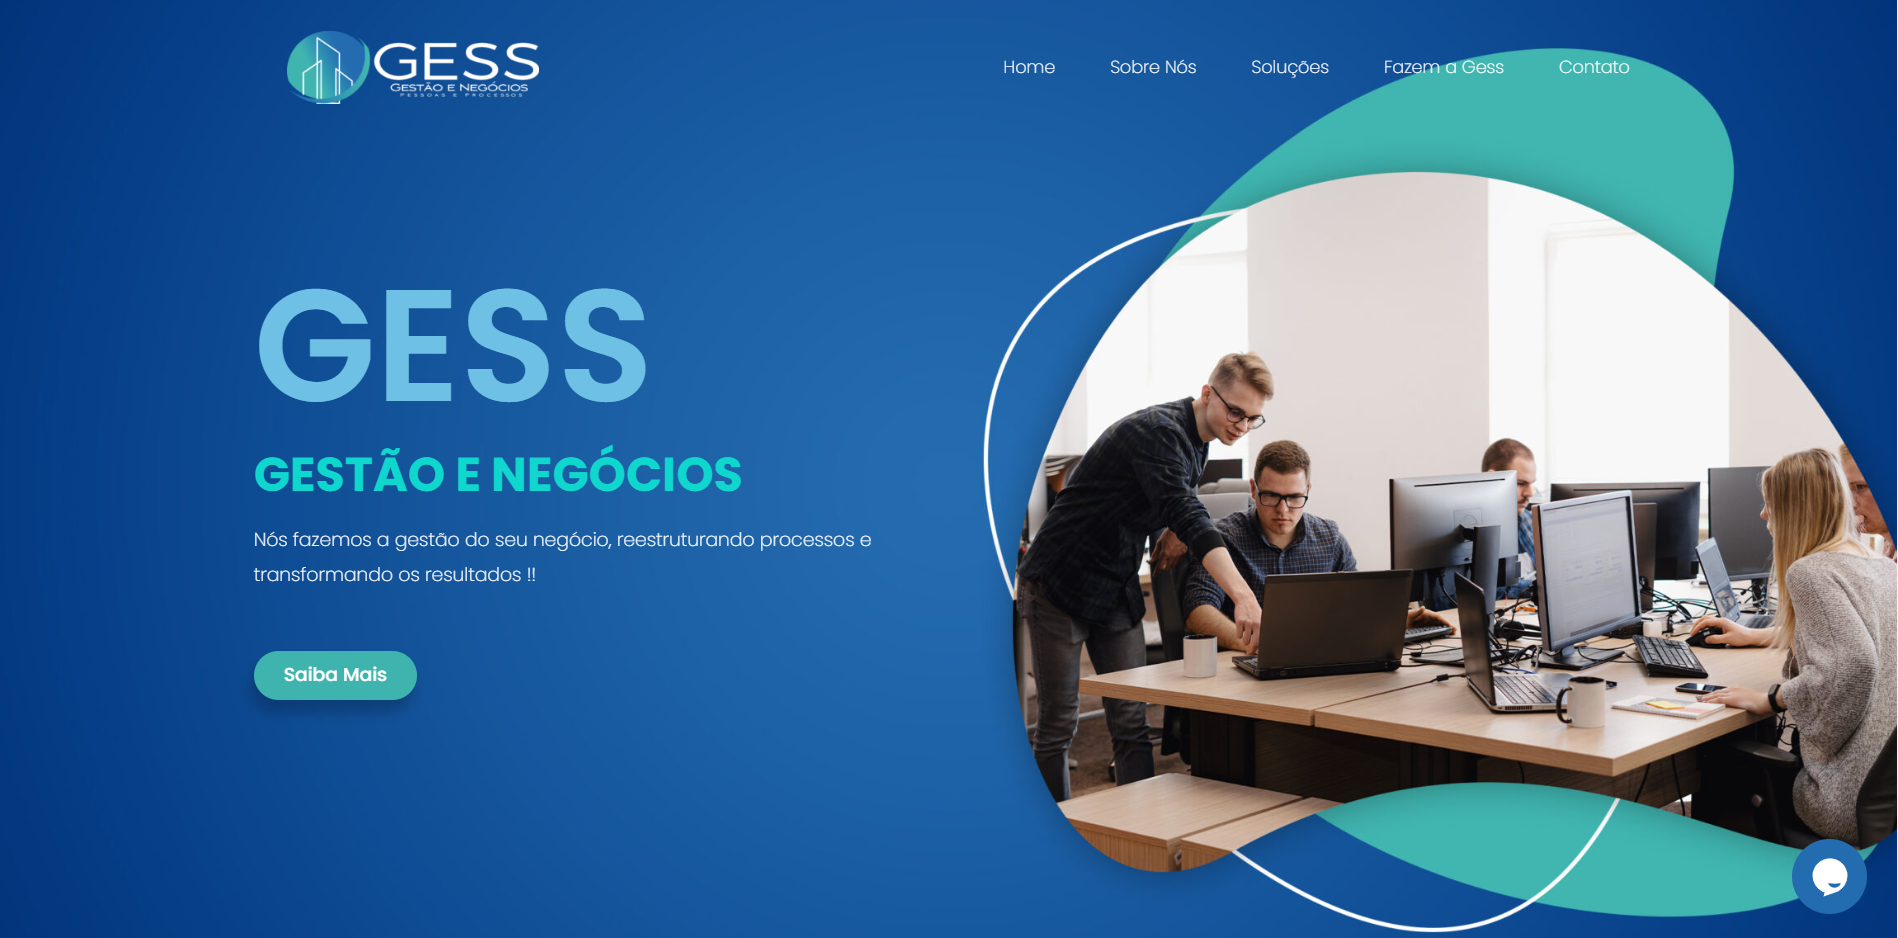 GESS
GESTÃO E NEGÓCIOS
PESSOAS E PROCESSOS
Home
Sobre Nós
Soluções
Fazem a Gess
Contato
GESS
GESTÃO E NEGÓCIOS
Nós fazemos a gestão do seu negócio, reestruturando processos e
transformando os resultados !!
Saiba Mais